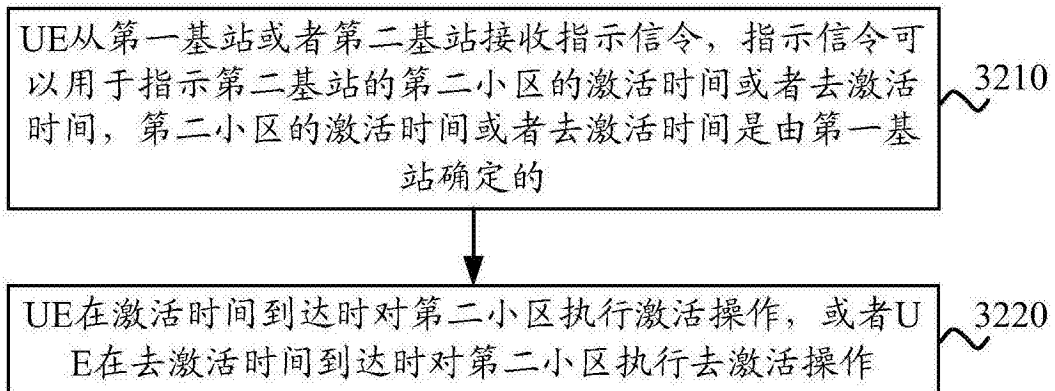 UE从第一基站或者第二基站接收指示信令，指示信令可
以用于指示第二基站的第二小区的激活时间或者去激活
时间，第二小区的激活时间或者去激活时间是由第一基
站确定的
3210
UE在激活时间到达时对第二小区执行激活操作，或者U
E在去激活时间到达时对第二小区执行去激活操作
3220